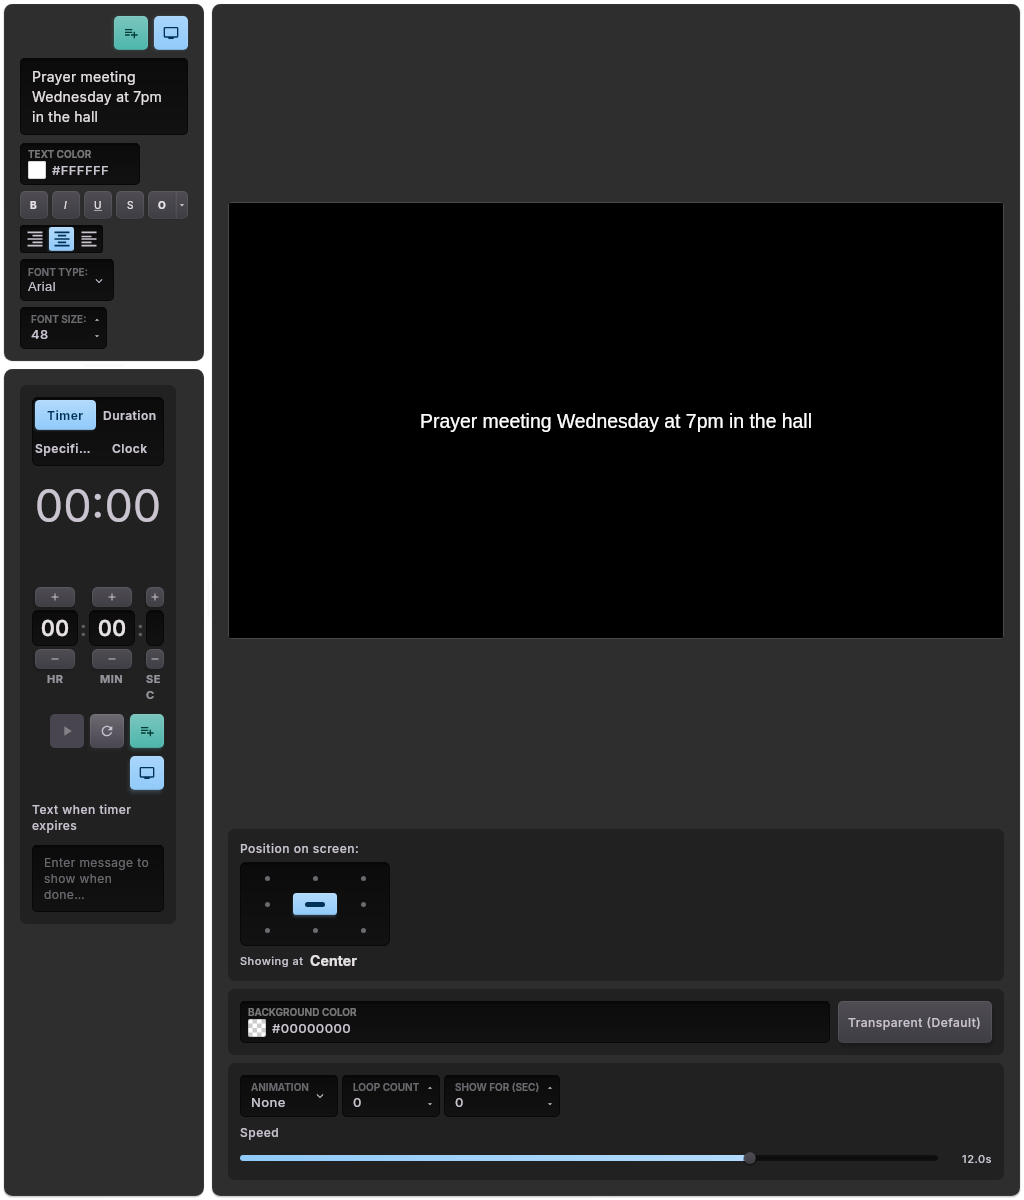 Prayer meeting
Wednesday at 7pm
in the hall
TEXT COLOR
#FFFFFF
B I U S O
FONT TYPE:
Arial
FONT SIZE:
48
Timer Duration
Specifi... Clock
00:00
+ + +
00 : 00 :
− − −
HR MIN SE
C
Text when timer
expires
Enter message to
show when
done...
Prayer meeting Wednesday at 7pm in the hall
Position on screen:
Showing at Center
BACKGROUND COLOR
#00000000
Transparent (Default)
ANIMATION
None
LOOP COUNT
0
SHOW FOR (SEC)
0
Speed
12.0s